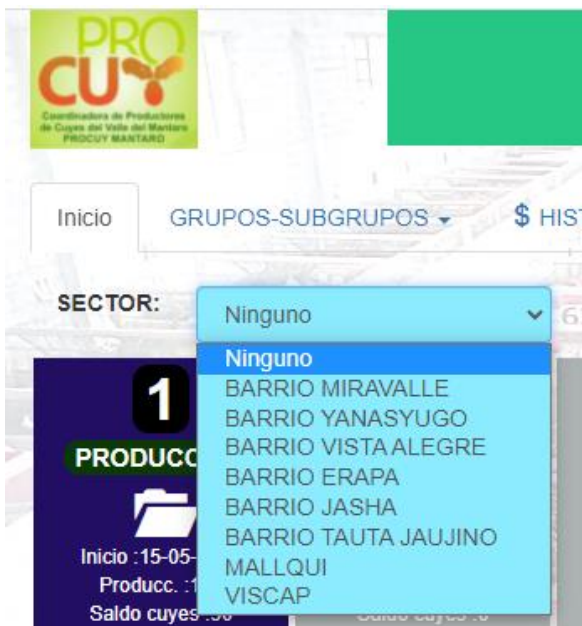 PRO
CUY
Coordinadora de Productores
de Cuyes del Valle del Mantaro
PROCUY MANTARO
Inicio
GRUPOS-SUBGRUPOS
$ HIST
SECTOR:
Ninguno
Ninguno
BARRIO MIRAVALLE
BARRIO YANASYUGO
BARRIO VISTA ALEGRE
BARRIO ERAPA
BARRIO JASHA
BARRIO TAUTA JAUJINO
MALLQUI
VISCAP
1
PRODUCC
Inicio :15-05-
Producc. :1
Saldo cuyes